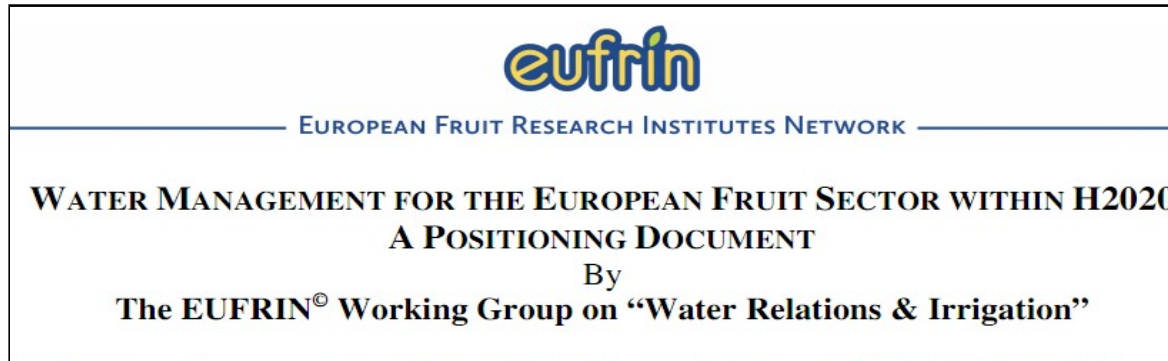 eufrin
EUROPEAN FRUIT RESEARCH INSTITUTES NETWORK
WATER MANAGEMENT FOR THE EUROPEAN FRUIT SECTOR WITHIN H2020
A POSITIONING DOCUMENT
By
The EUFRIN© Working Group on “Water Relations & Irrigation”